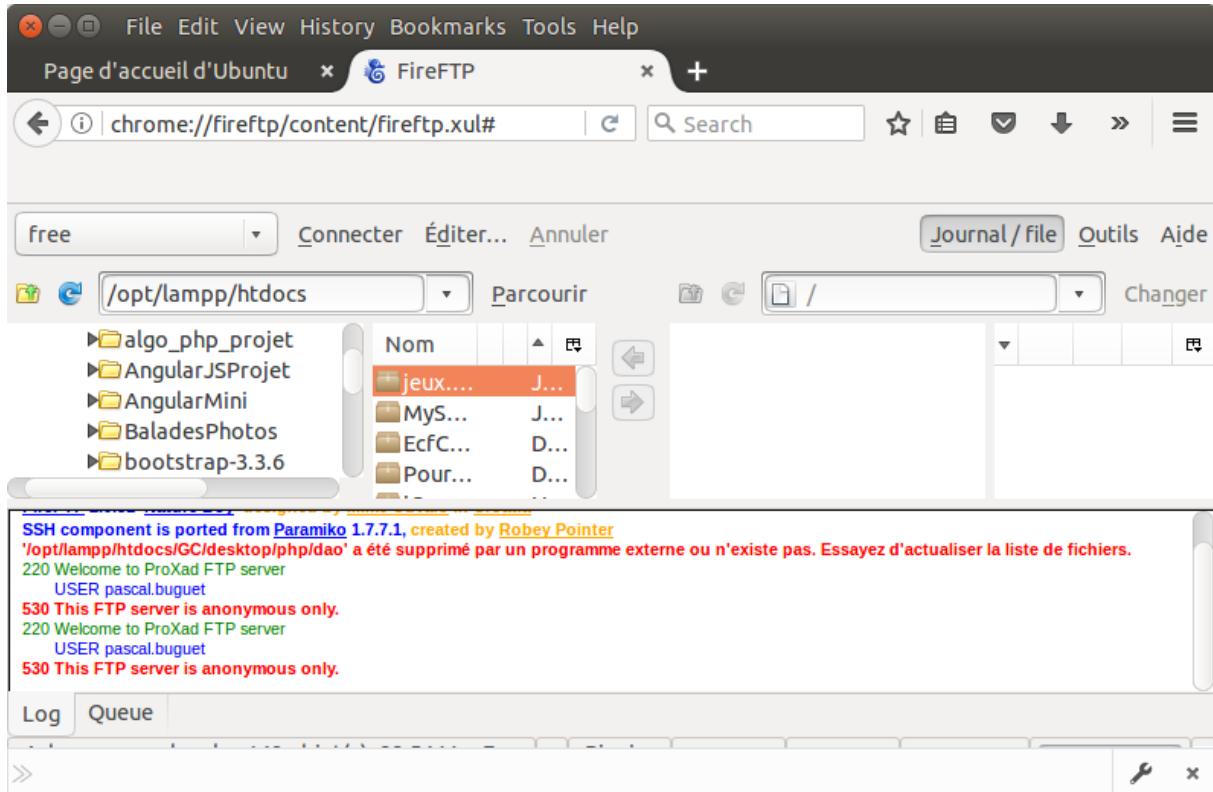 File Edit View History Bookmarks Tools Help
Page d'accueil d'Ubuntu FireFTP
chrome://fireftp/content/fireftp.xul# Search
free Connecter Éditer... Annuler Journal / file Outils Aide
/opt/lampp/htdocs Parcourir / Changer
algo_php_projet
AngularJSProjet
AngularMini
BaladesPhotos
bootstrap-3.3.6
Nom
jeux.... J...
MyS... J...
EcfC... D...
Pour... D...
SSH component is ported from Paramiko 1.7.7.1, created by Robey Pointer
'/opt/lampp/htdocs/GC/desktop/php/dao' a été supprimé par un programme externe ou n'existe pas. Essayez d'actualiser la liste de fichiers.
220 Welcome to ProXad FTP server
USER pascal.buguet
530 This FTP server is anonymous only.
220 Welcome to ProXad FTP server
USER pascal.buguet
530 This FTP server is anonymous only.
Log Queue